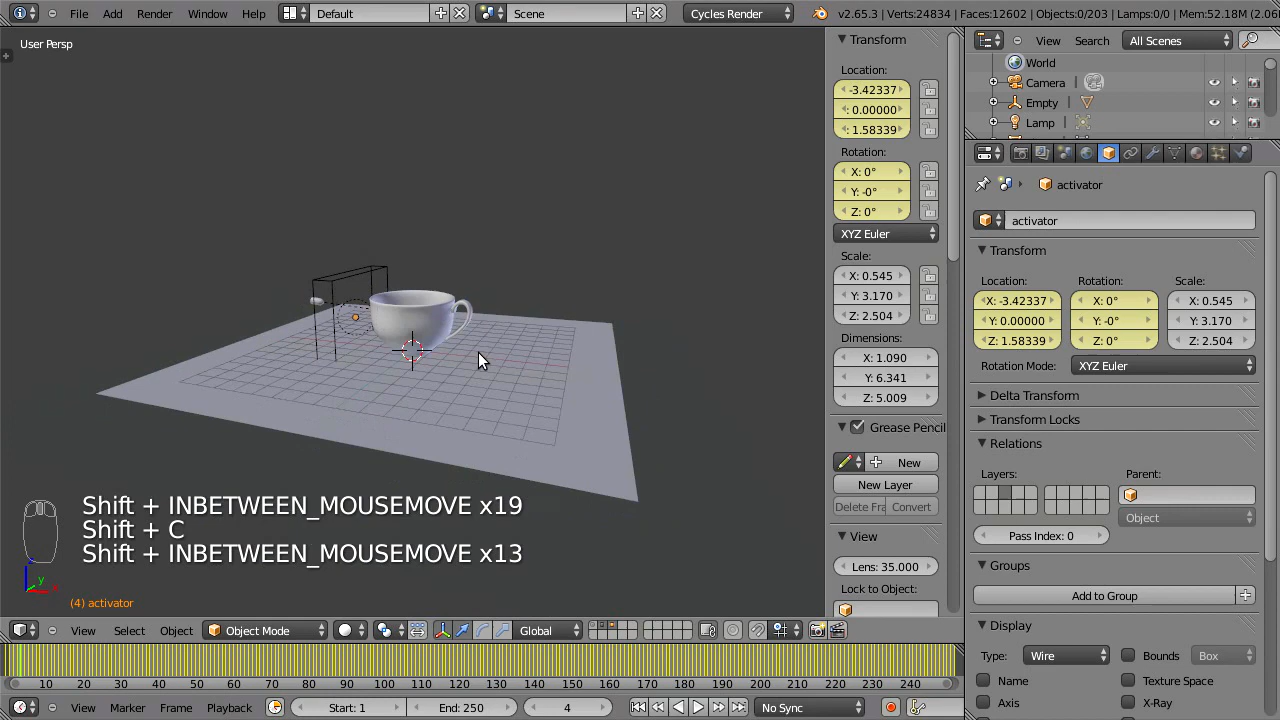 File Add Render Window Help Default Scene Cycles Render v2.65.3 | Verts:24834 | Faces:12602 | Objects:0/203 | Lamps:0/0 | Mem:52.18M (2.06
User Persp
Transform
Location:
-3.42337
: 0.00000
: 1.58339
Rotation:
X: 0°
Y: -0°
Z: 0°
XYZ Euler
Scale:
X: 0.545
Y: 3.170
Z: 2.504
Dimensions:
X: 1.090
Y: 6.341
Z: 5.009
Grease Pencil
New
New Layer
Delete Fra Convert
View
Lens: 35.000
Lock to Object:
View Search All Scenes
World
Camera
Empty
Lamp
activator
activator
Transform
Location: Rotation: Scale:
X: -3.42337 X: 0° X: 0.545
Y: 0.00000 Y: -0° Y: 3.170
Z: 1.58339 Z: 0° Z: 2.504
Rotation Mode: XYZ Euler
Delta Transform
Transform Locks
Relations
Layers: Parent:
Object
Pass Index: 0
Groups
Add to Group
Display
Type: Wire Bounds Box
Name Texture Space
Axis X-Ray
Shift + INBETWEEN_MOUSEMOVE x19
Shift + C
Shift + INBETWEEN_MOUSEMOVE x13
y x
(4) activator
View Select Object Object Mode Global
10 20 30 40 50 60 70 80 90 100 110 120 130 140 150 160 170 180 190 200 210 220 230 240
View Marker Frame Playback Start: 1 End: 250 4 No Sync